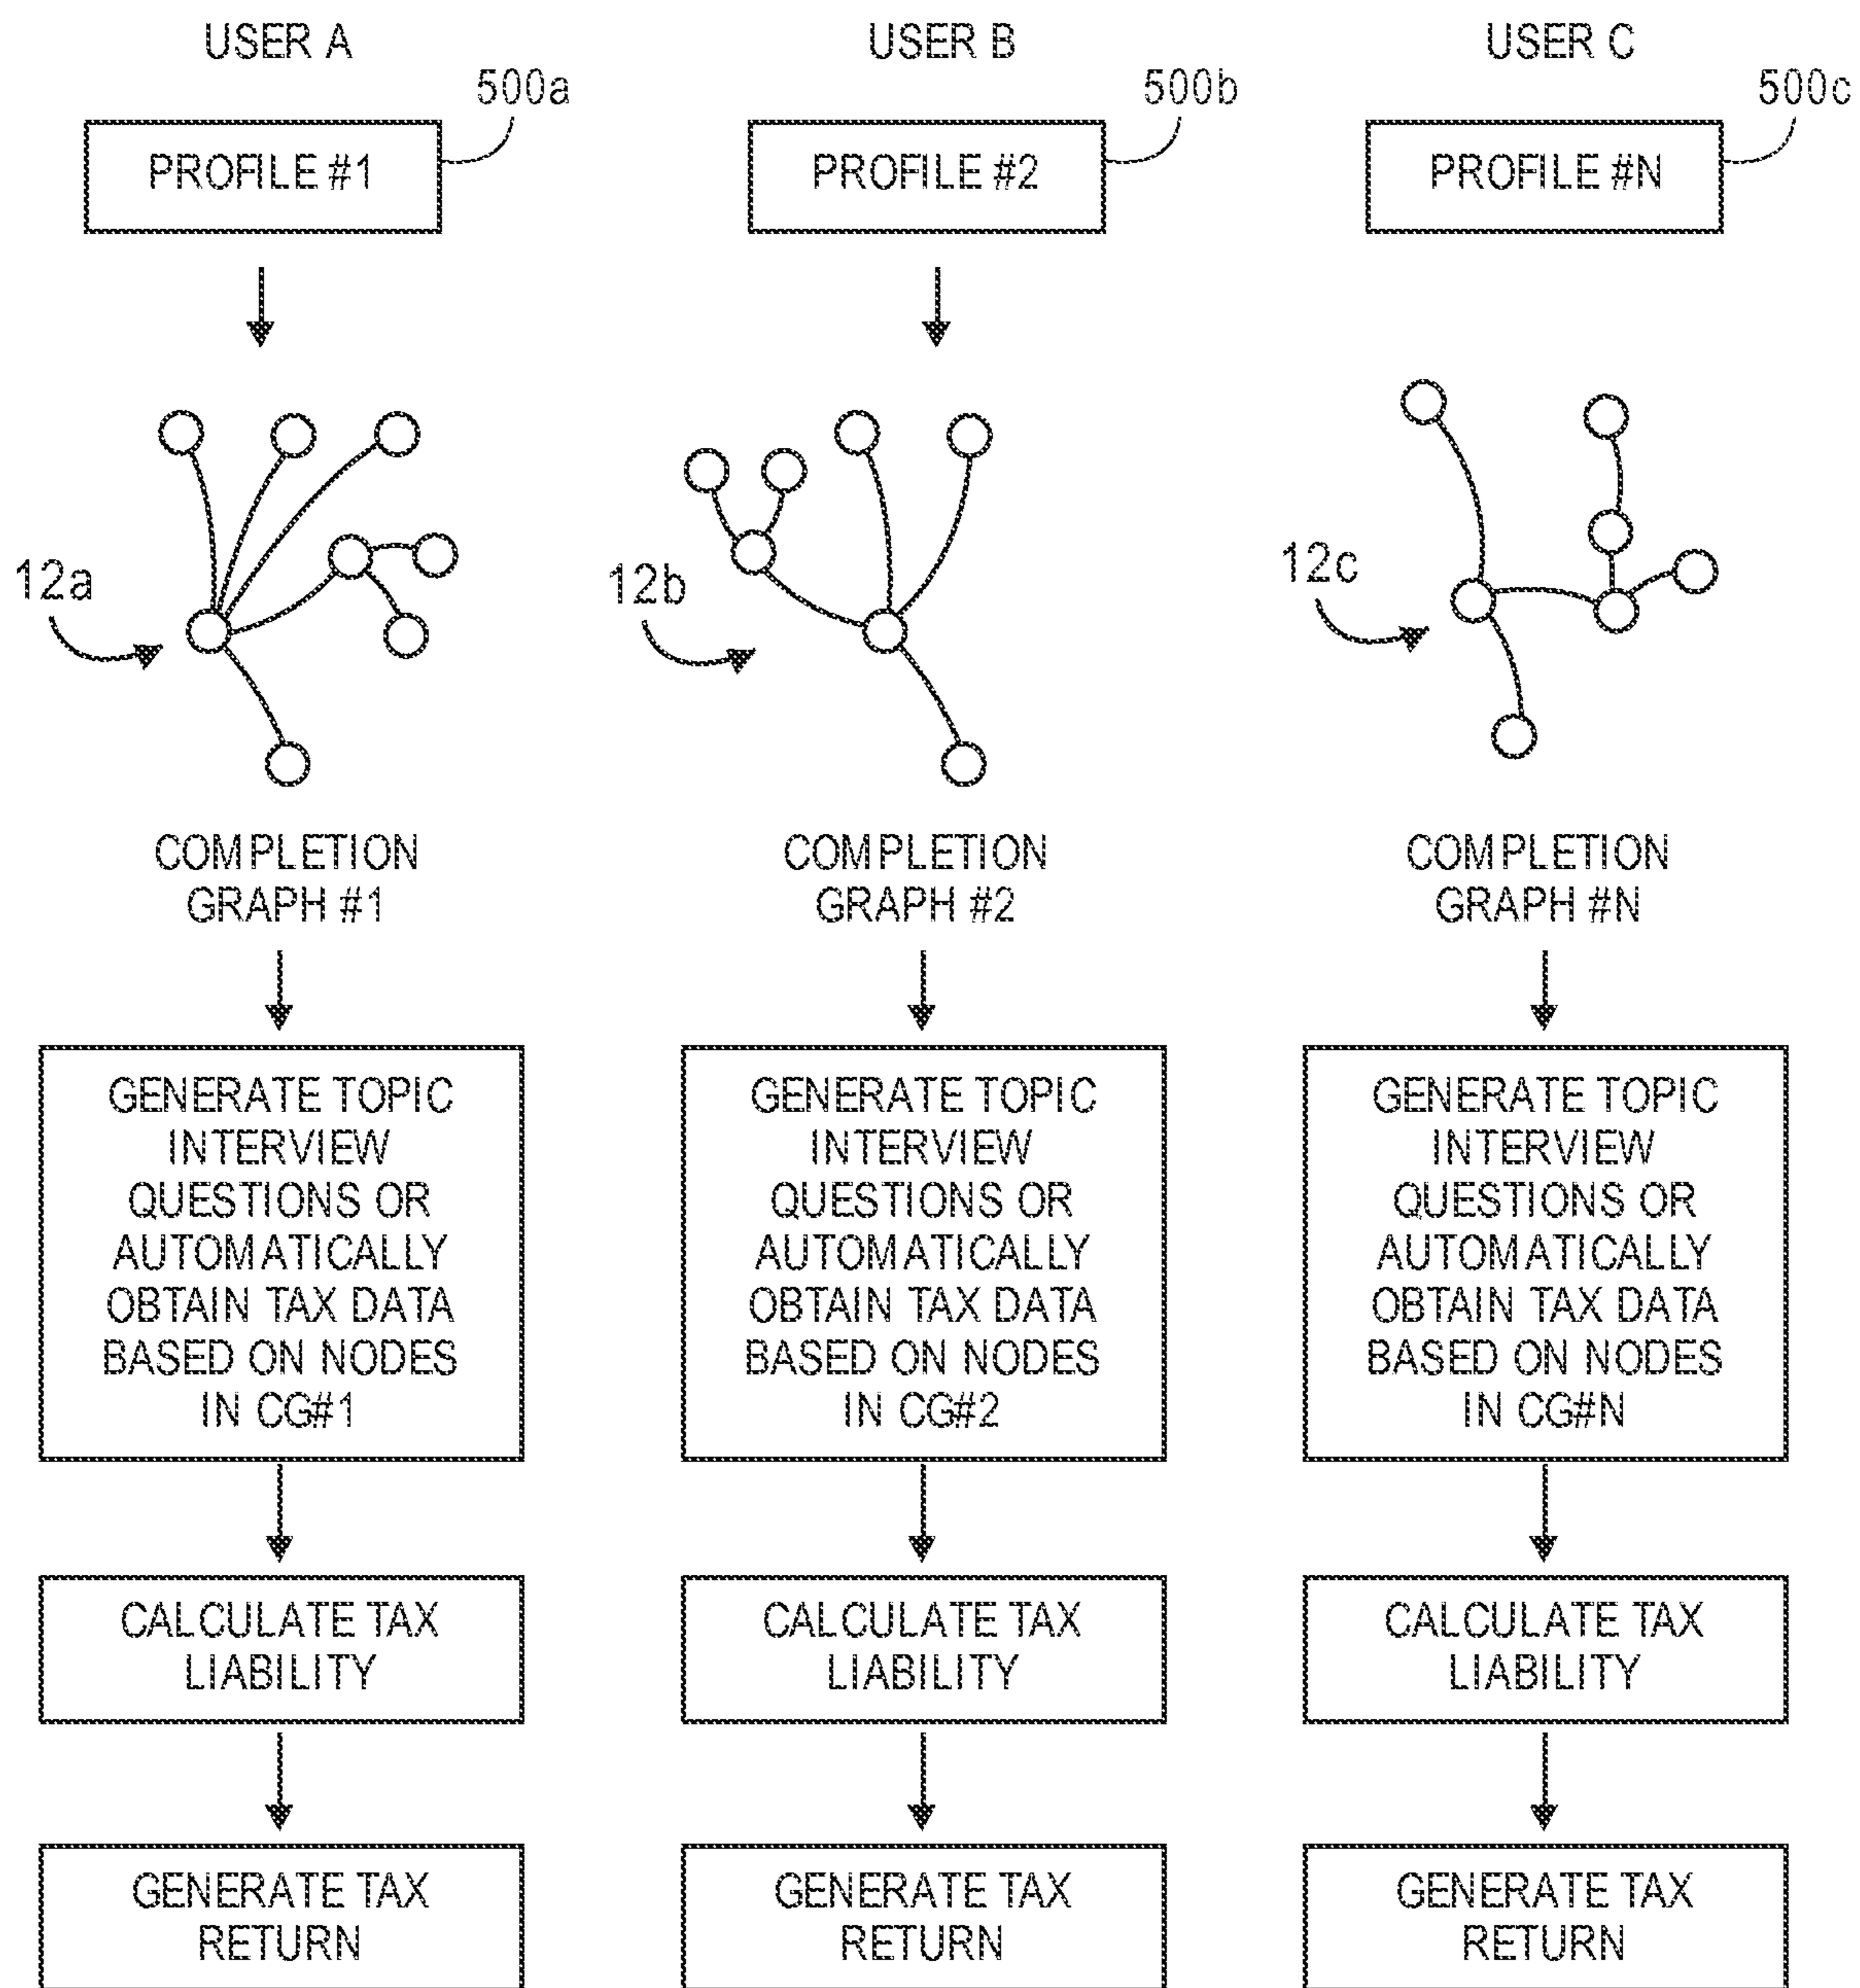 USER A
500a
PROFILE #1
12a
COMPLETION
GRAPH #1
GENERATE TOPIC
INTERVIEW
QUESTIONS OR
AUTOMATICALLY
OBTAIN TAX DATA
BASED ON NODES
IN CG#1
CALCULATE TAX
LIABILITY
GENERATE TAX
RETURN
USER B
500b
PROFILE #2
12b
COMPLETION
GRAPH #2
GENERATE TOPIC
INTERVIEW
QUESTIONS OR
AUTOMATICALLY
OBTAIN TAX DATA
BASED ON NODES
IN CG#2
CALCULATE TAX
LIABILITY
GENERATE TAX
RETURN
USER C
500c
PROFILE #N
12c
COMPLETION
GRAPH #N
GENERATE TOPIC
INTERVIEW
QUESTIONS OR
AUTOMATICALLY
OBTAIN TAX DATA
BASED ON NODES
IN CG#N
CALCULATE TAX
LIABILITY
GENERATE TAX
RETURN